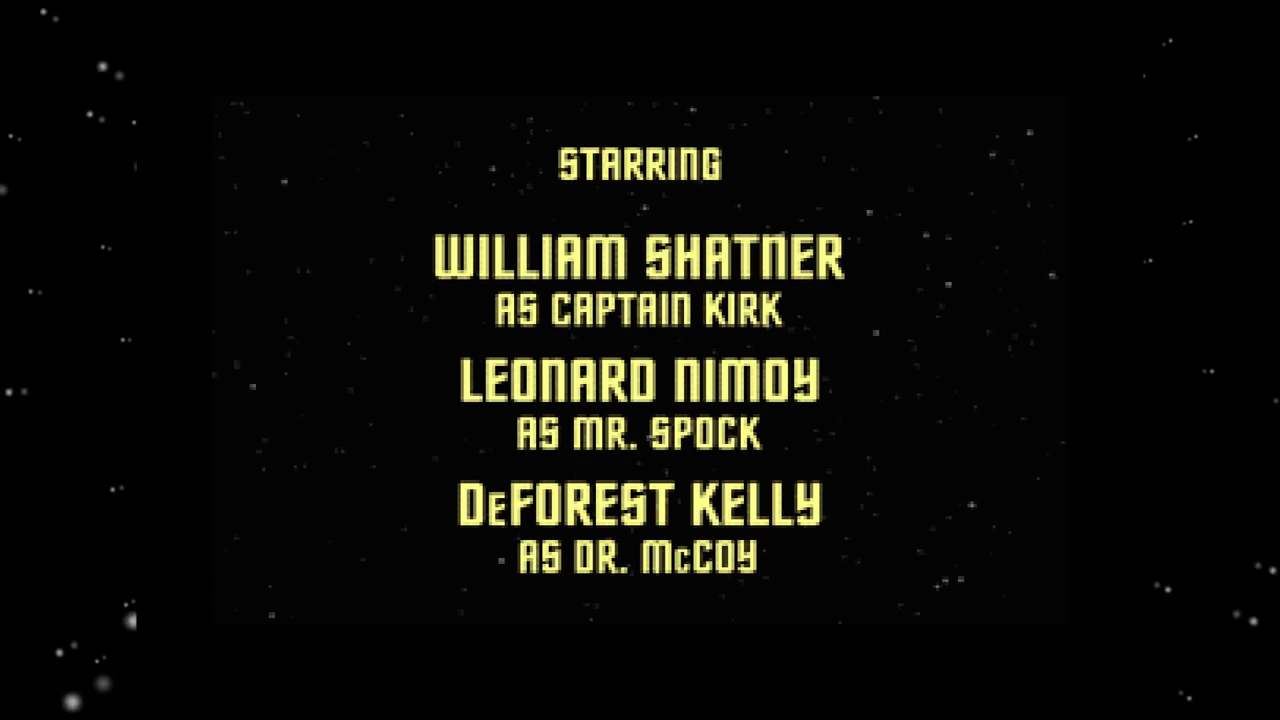 STARRING
WILLIAM SHATNER
AS CAPTAIN KIRK
LEONARD NIMOY
AS MR. SPOCK
DeFOREST KELLY
AS DR. McCOY